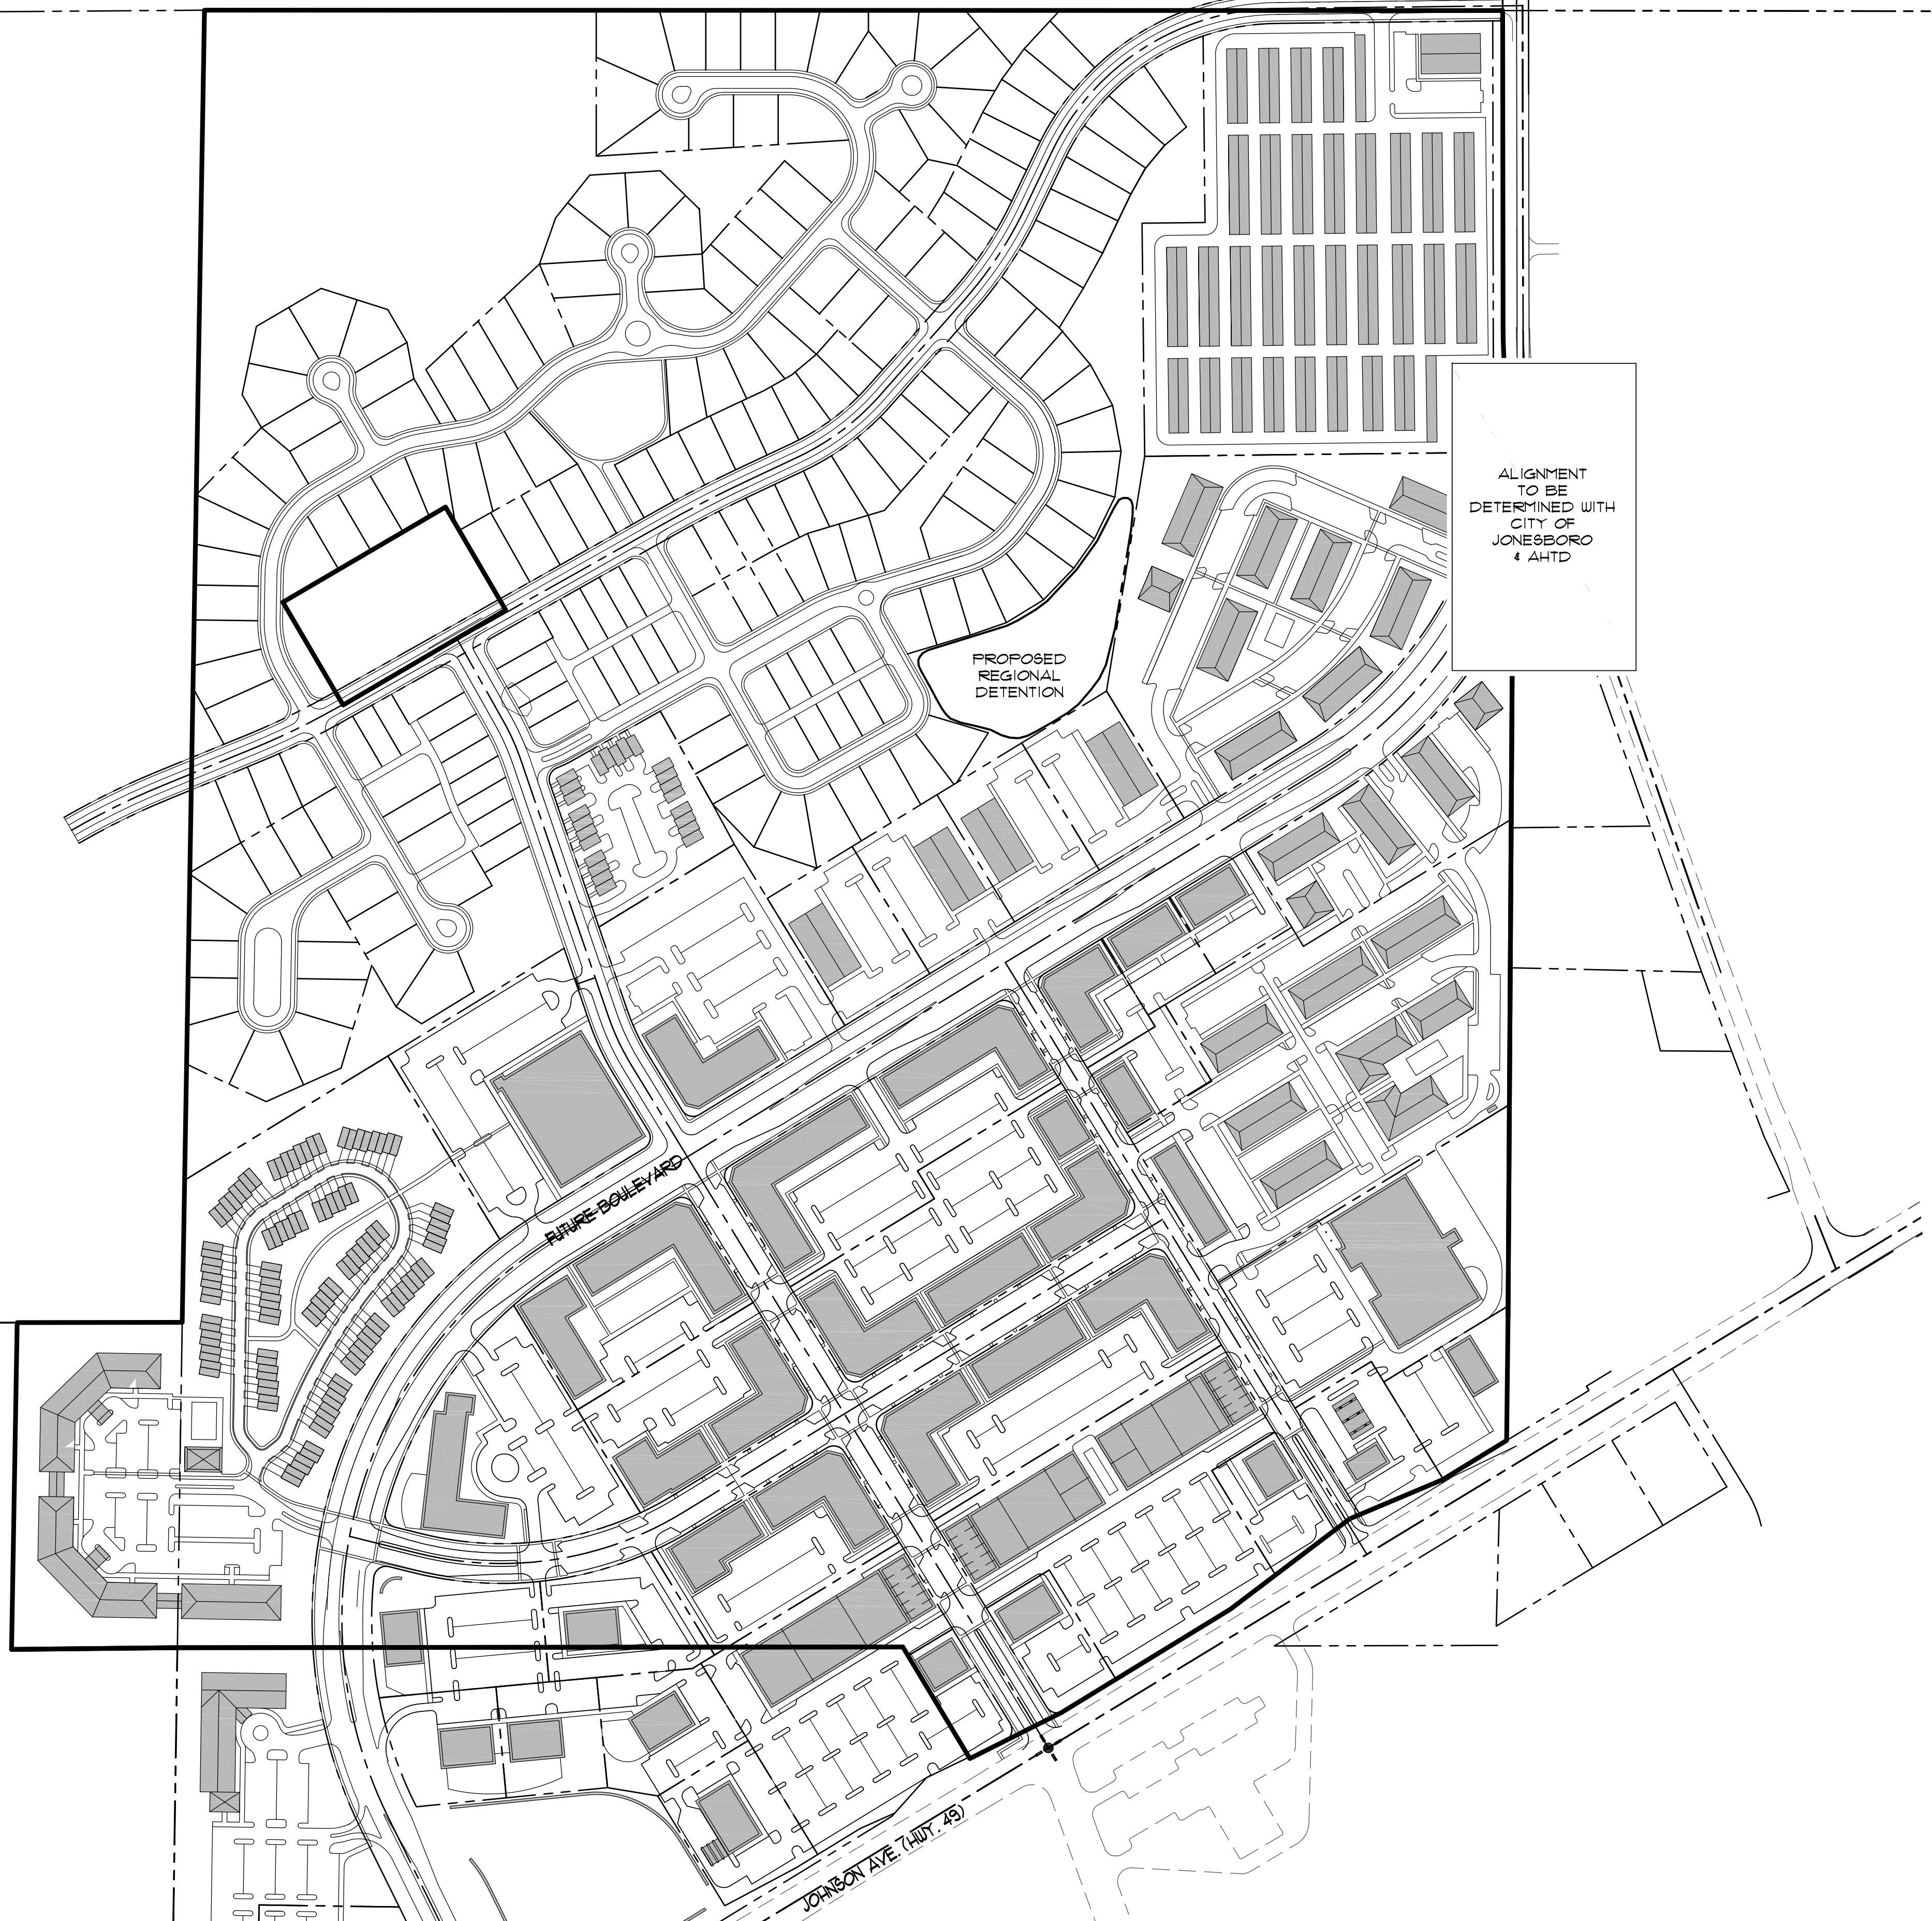 ALIGNMENT
TO BE
DETERMINED WITH
CITY OF
JONESBORO
& AHTD
PROPOSED
REGIONAL
DETENTION
FUTURE BOULEVARD
JOHNSON AVE. (HWY. 49)